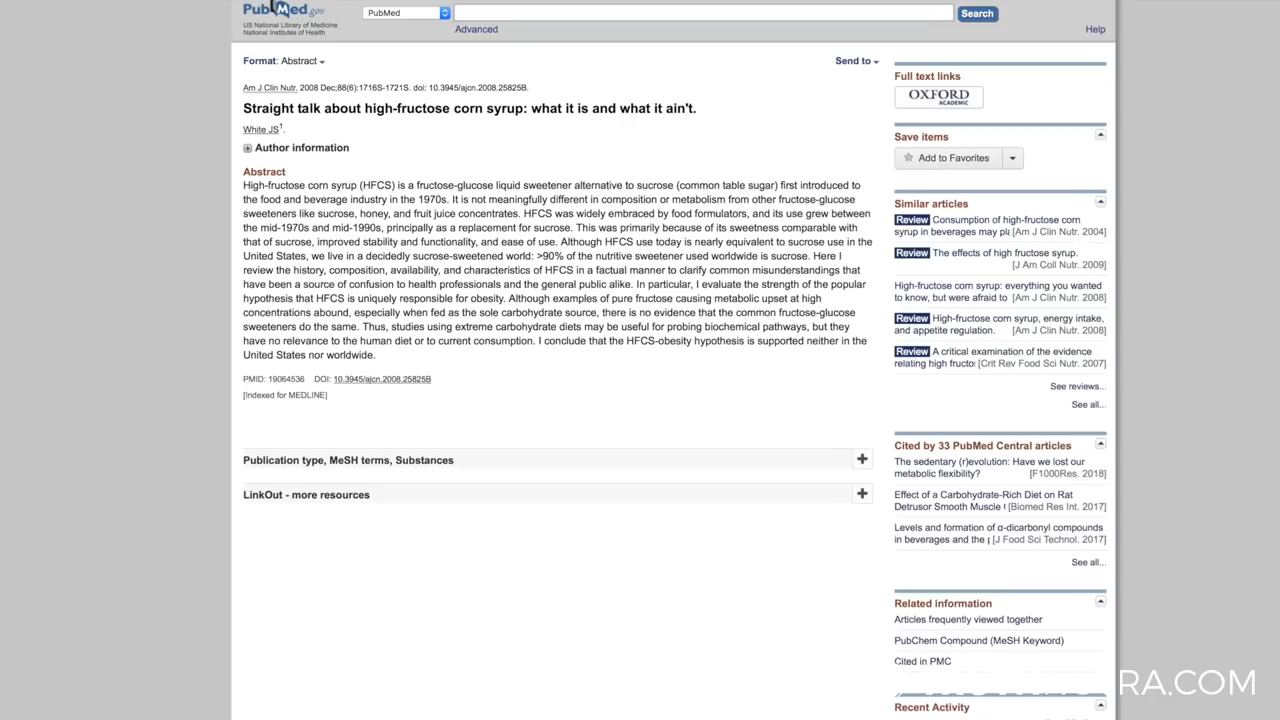 PubMed.gov
US National Library of Medicine
National Institutes of Health
PubMed
Search
Advanced
Help
Format: Abstract
Send to
Am J Clin Nutr. 2008 Dec;88(6):1716S-1721S. doi: 10.3945/ajcn.2008.25825B.
Straight talk about high-fructose corn syrup: what it is and what it ain't.
White JS1.
Author information
Abstract
High-fructose corn syrup (HFCS) is a fructose-glucose liquid sweetener alternative to sucrose (common table sugar) first introduced to
the food and beverage industry in the 1970s. It is not meaningfully different in composition or metabolism from other fructose-glucose
sweeteners like sucrose, honey, and fruit juice concentrates. HFCS was widely embraced by food formulators, and its use grew between
the mid-1970s and mid-1990s, principally as a replacement for sucrose. This was primarily because of its sweetness comparable with
that of sucrose, improved stability and functionality, and ease of use. Although HFCS use today is nearly equivalent to sucrose use in the
United States, we live in a decidedly sucrose-sweetened world: >90% of the nutritive sweetener used worldwide is sucrose. Here I
review the history, composition, availability, and characteristics of HFCS in a factual manner to clarify common misunderstandings that
have been a source of confusion to health professionals and the general public alike. In particular, I evaluate the strength of the popular
hypothesis that HFCS is uniquely responsible for obesity. Although examples of pure fructose causing metabolic upset at high
concentrations abound, especially when fed as the sole carbohydrate source, there is no evidence that the common fructose-glucose
sweeteners do the same. Thus, studies using extreme carbohydrate diets may be useful for probing biochemical pathways, but they
have no relevance to the human diet or to current consumption. I conclude that the HFCS-obesity hypothesis is supported neither in the
United States nor worldwide.
PMID: 19064536 DOI: 10.3945/ajcn.2008.25825B
[Indexed for MEDLINE]
Publication type, MeSH terms, Substances
LinkOut - more resources
Full text links
OXFORD
ACADEMIC
Save items
Add to Favorites
Similar articles
Review Consumption of high-fructose corn
syrup in beverages may pl [Am J Clin Nutr. 2004]
Review The effects of high fructose syrup.
[J Am Coll Nutr. 2009]
High-fructose corn syrup: everything you wanted
to know, but were afraid to [Am J Clin Nutr. 2008]
Review High-fructose corn syrup, energy intake,
and appetite regulation. [Am J Clin Nutr. 2008]
Review A critical examination of the evidence
relating high fructo [Crit Rev Food Sci Nutr. 2007]
See reviews...
See all...
Cited by 33 PubMed Central articles
The sedentary (r)evolution: Have we lost our
metabolic flexibility? [F1000Res. 2018]
Effect of a Carbohydrate-Rich Diet on Rat
Detrusor Smooth Muscle [Biomed Res Int. 2017]
Levels and formation of α-dicarbonyl compounds
in beverages and the [J Food Sci Technol. 2017]
See all...
Related information
Articles frequently viewed together
PubChem Compound (MeSH Keyword)
Cited in PMC
RA.COM
Recent Activity